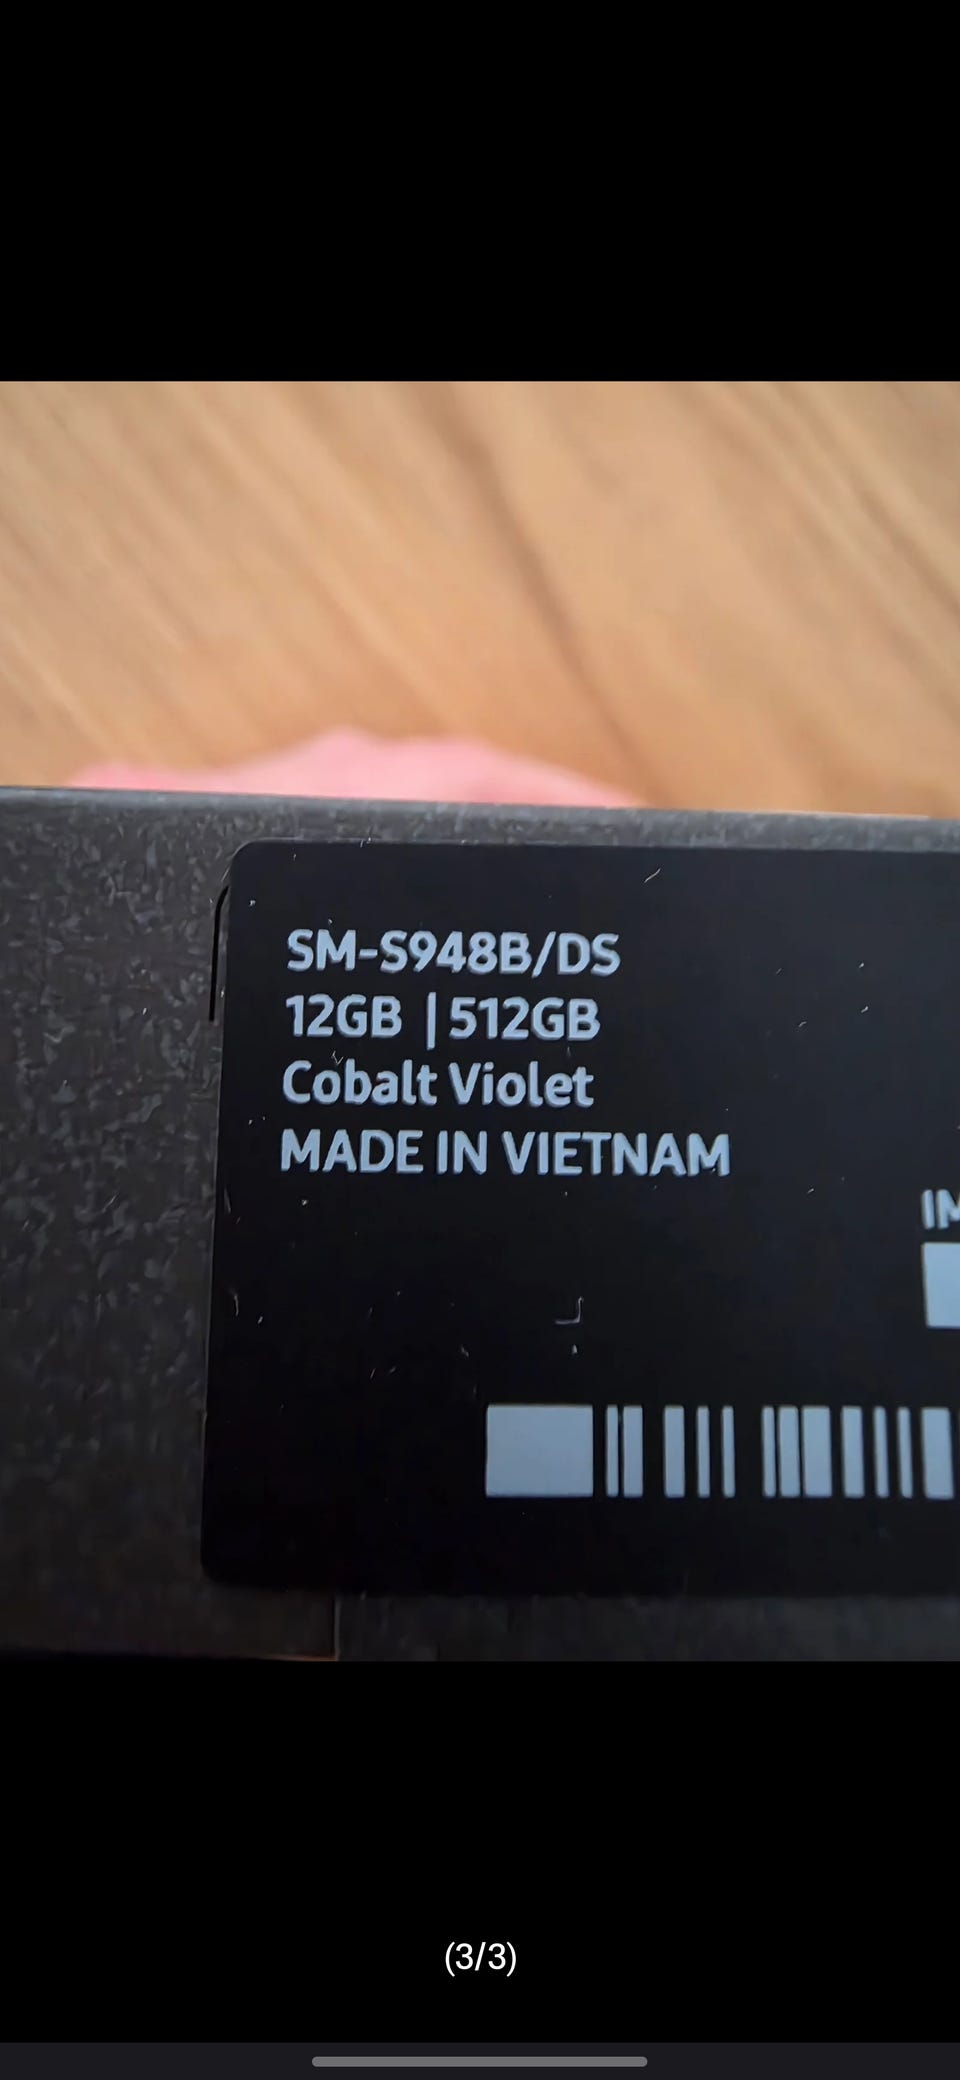 SM-S948B/DS
12GB | 512GB
Cobalt Violet
MADE IN VIETNAM
(3/3)